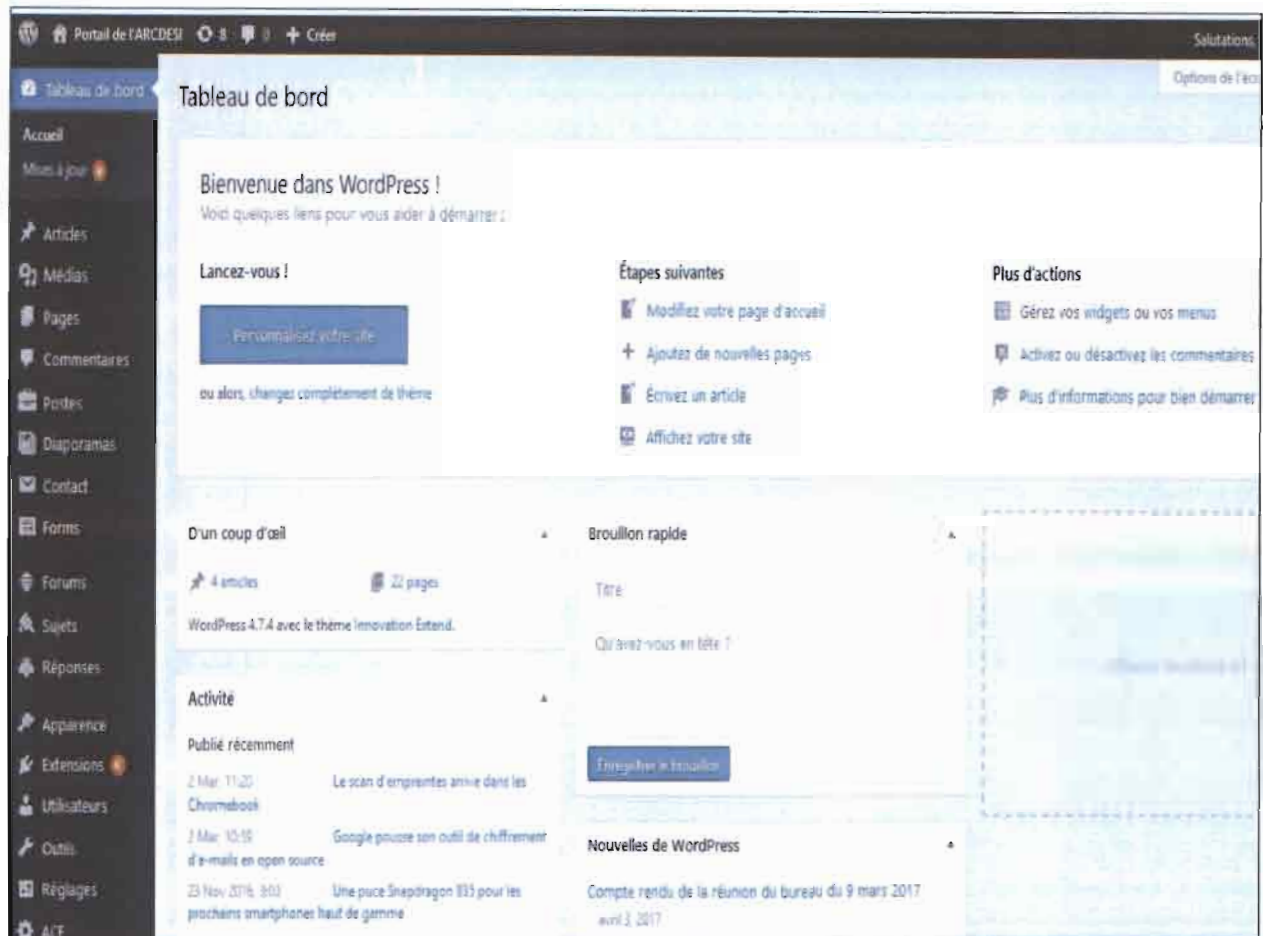 Portail de l'ARCDESI 8 0 + Créer
Salutations,
Options de l'écr
Tableau de bord
Accueil
Mises à jour
Articles
Médias
Pages
Commentaires
Postes
Diaporamas
Contact
Forms
Forums
Sujets
Réponses
Apparence
Extensions
Utilisateurs
Outils
Réglages
ACF
Tableau de bord
Bienvenue dans WordPress !
Voici quelques liens pour vous aider à démarrer :
Lancez-vous !
Personnalisez votre site
ou alors, changez complètement de thème
Étapes suivantes
Modifiez votre page d'accueil
+ Ajoutez de nouvelles pages
Écrivez un article
Affichez votre site
Plus d'actions
Gérez vos widgets ou vos menus
Activez ou désactivez les commentaires
Plus d'informations pour bien démarrer
D'un coup d'œil
4 articles 22 pages
WordPress 4.7.4 avec le thème Innovation Extend.
Activité
Publié récemment
2 Mar, 11:20 Le scan d'empreintes arrive dans les
Chromebook
2 Mar, 10:59 Google pousse son outil de chiffrement
d'e-mails en open source
23 Nov 2016, Une puce Snapdragon 835 pour les
prochains smartphones haut de gamme
Brouillon rapide
Titre
Qu'avez-vous en tête ?
Enregistrer le brouillon
Nouvelles de WordPress
Compte rendu de la réunion du bureau du 9 mars 2017
avril 3, 2017